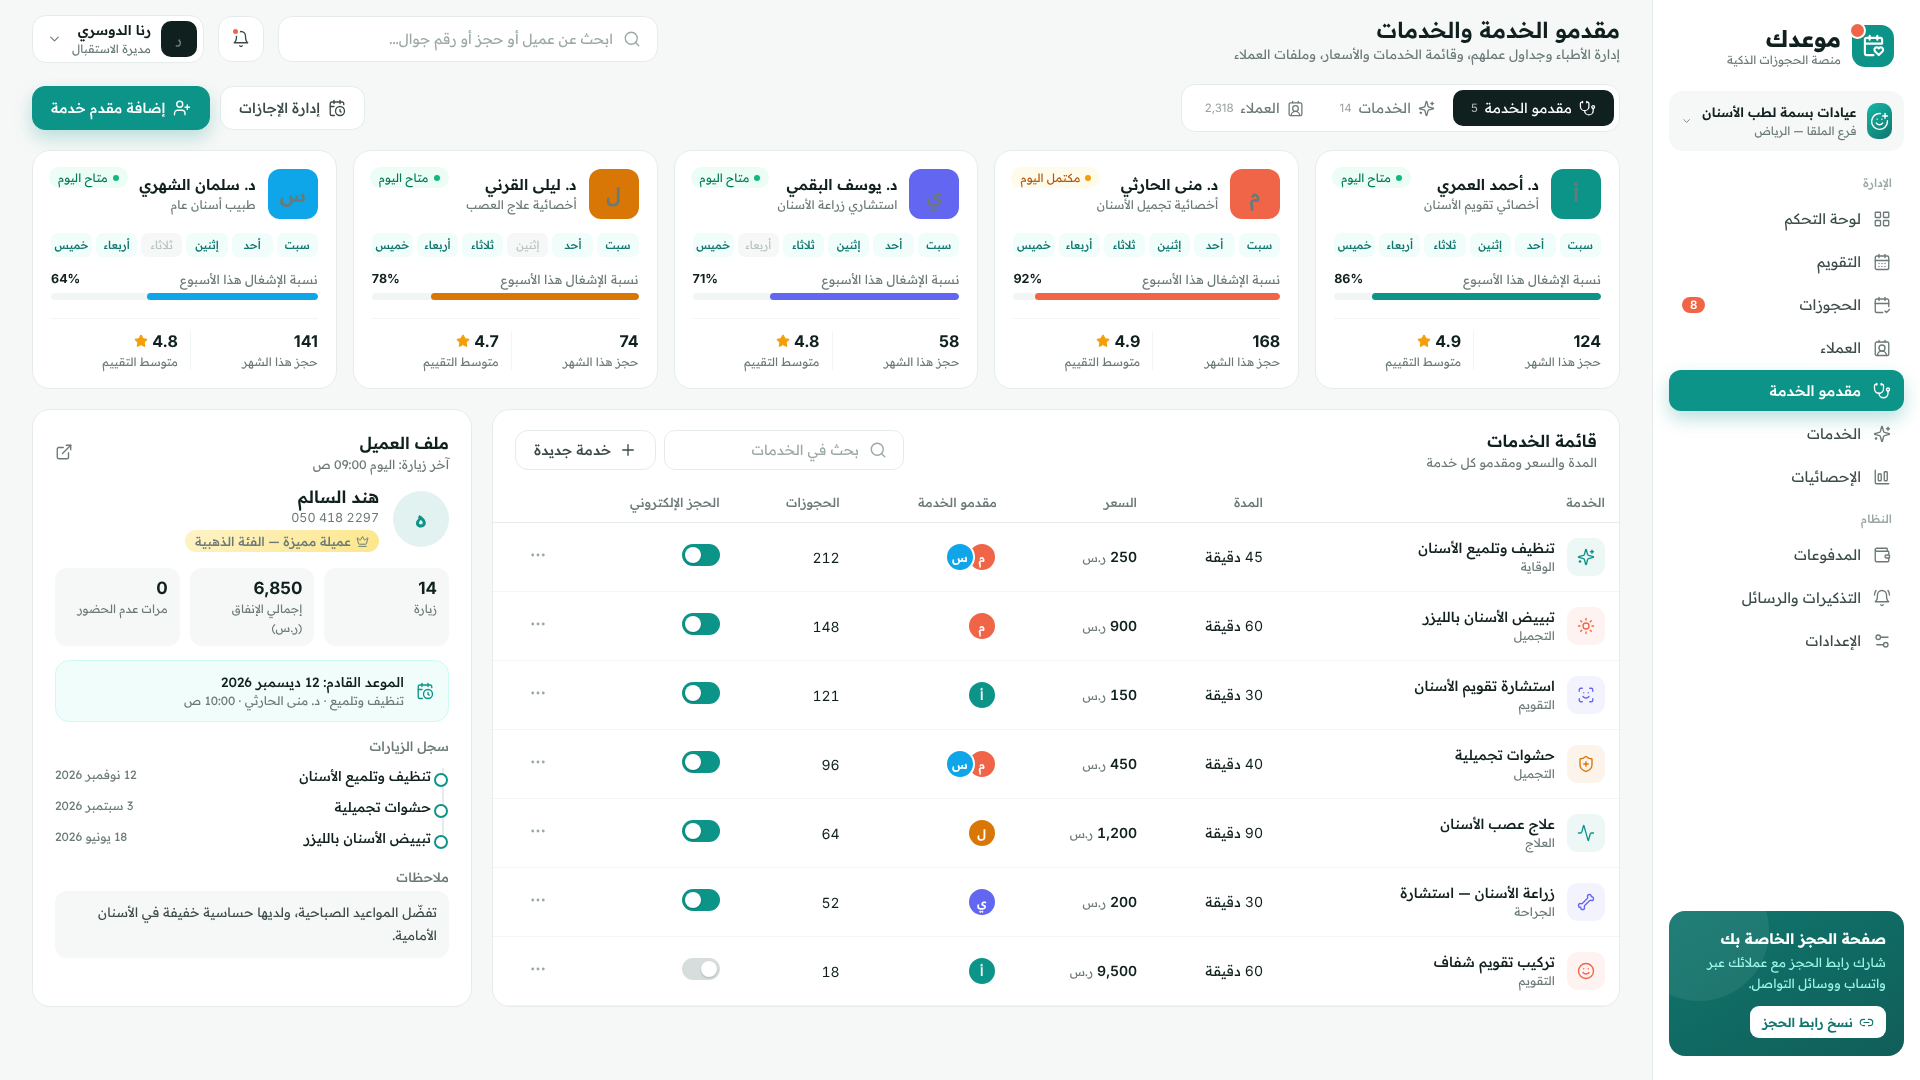 موعدك
منصة الحجوزات الذكية
عيادات بسمة لطب الأسنان
فرع الملقا — الرياض
الإدارة
لوحة التحكم
التقويم
الحجوزات
8
العملاء
مقدمو الخدمة
الخدمات
الإحصائيات
النظام
المدفوعات
التذكيرات والرسائل
الإعدادات
صفحة الحجز الخاصة بك
شارك رابط الحجز مع عملائك عبر
واتساب ووسائل التواصل.
نسخ رابط الحجز
مقدمو الخدمة والخدمات
إدارة الأطباء وجداول عملهم، وقائمة الخدمات والأسعار، وملفات العملاء
ابحث عن عميل أو حجز أو رقم جوال...
ر
رنا الدوسري
مديرة الاستقبال
مقدمو الخدمة 5
الخدمات 14
العملاء 2,318
إدارة الإجازات
إضافة مقدم خدمة
أ
د. أحمد العمري
أخصائي تقويم الأسنان
متاح اليوم
سبت أحد إثنين ثلاثاء أربعاء خميس
نسبة الإشغال هذا الأسبوع 86%
124 4.9
حجز هذا الشهر متوسط التقييم
م
د. منى الحارثي
أخصائية تجميل الأسنان
مكتمل اليوم
سبت أحد إثنين ثلاثاء أربعاء خميس
نسبة الإشغال هذا الأسبوع 92%
168 4.9
حجز هذا الشهر متوسط التقييم
ي
د. يوسف البقمي
استشاري زراعة الأسنان
متاح اليوم
سبت أحد إثنين ثلاثاء أربعاء خميس
نسبة الإشغال هذا الأسبوع 71%
58 4.8
حجز هذا الشهر متوسط التقييم
ل
د. ليلى القرني
أخصائية علاج العصب
متاح اليوم
سبت أحد إثنين ثلاثاء أربعاء خميس
نسبة الإشغال هذا الأسبوع 78%
74 4.7
حجز هذا الشهر متوسط التقييم
س
د. سلمان الشهري
طبيب أسنان عام
متاح اليوم
سبت أحد إثنين ثلاثاء أربعاء خميس
نسبة الإشغال هذا الأسبوع 64%
141 4.8
حجز هذا الشهر متوسط التقييم
قائمة الخدمات
المدة والسعر ومقدمو كل خدمة
بحث في الخدمات
خدمة جديدة
الخدمة المدة السعر مقدمو الخدمة الحجوزات الحجز الإلكتروني
تنظيف وتلميع الأسنان
الوقاية
45 دقيقة 250 ر.س م س 212
تبييض الأسنان بالليزر
التجميل
60 دقيقة 900 ر.س م 148
استشارة تقويم الأسنان
التقويم
30 دقيقة 150 ر.س أ 121
حشوات تجميلية
التجميل
40 دقيقة 450 ر.س م س 96
علاج عصب الأسنان
العلاج
90 دقيقة 1,200 ر.س ل 64
زراعة الأسنان — استشارة
الجراحة
30 دقيقة 200 ر.س ي 52
تركيب تقويم شفاف
التقويم
60 دقيقة 9,500 ر.س أ 18
ملف العميل
آخر زيارة: اليوم 09:00 ص
ه
هند السالم
050 418 2297
عميلة مميزة — الفئة الذهبية
14
زيارة
6,850
إجمالي الإنفاق
(ر.س)
0
مرات عدم الحضور
الموعد القادم: 12 ديسمبر 2026
تنظيف وتلميع · د. منى الحارثي · 10:00 ص
سجل الزيارات
تنظيف وتلميع الأسنان 12 نوفمبر 2026
حشوات تجميلية 3 سبتمبر 2026
تبييض الأسنان بالليزر 18 يونيو 2026
ملاحظات
تفضّل المواعيد الصباحية، ولديها حساسية خفيفة في الأسنان
الأمامية.